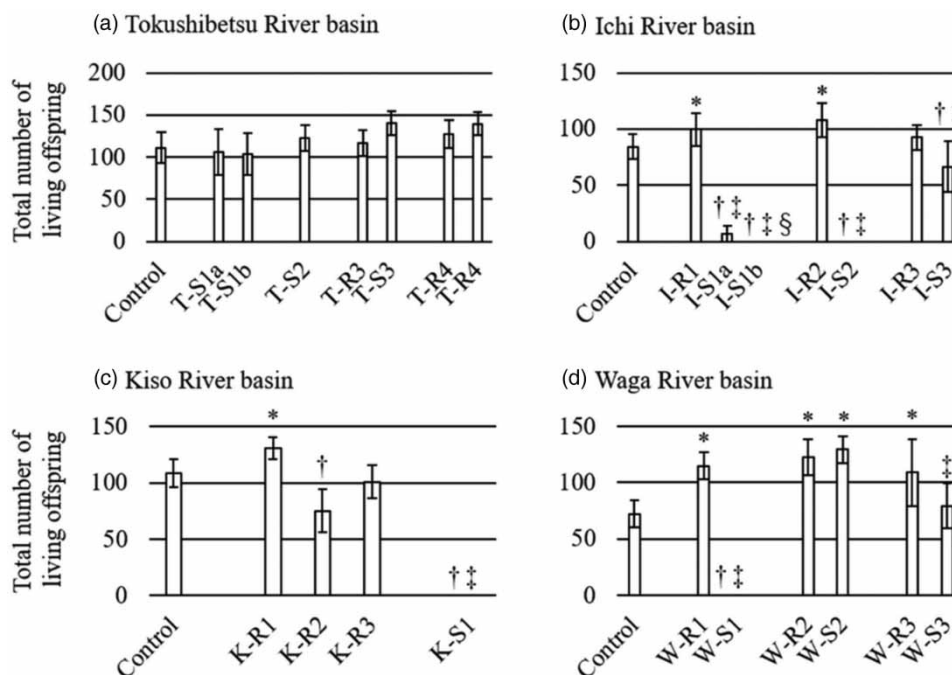 (a) Tokushibetsu River basin
Total number of
living offspring
200
150
100
50
0
Control
T-S1a
T-S1b
T-S2
T-R3
T-S3
T-R4
T-R4
(b) Ichi River basin
150
100
50
0
*
†‡
†‡§
*
†‡
†
Control
I-R1
I-S1a
I-S1b
I-R2
I-S2
I-R3
I-S3
(c) Kiso River basin
Total number of
living offspring
150
100
50
0
*
†
†‡
Control
K-R1
K-R2
K-R3
K-S1
(d) Waga River basin
150
100
50
0
*
†‡
*
*
*
‡
Control
W-R1
W-S1
W-R2
W-S2
W-R3
W-S3